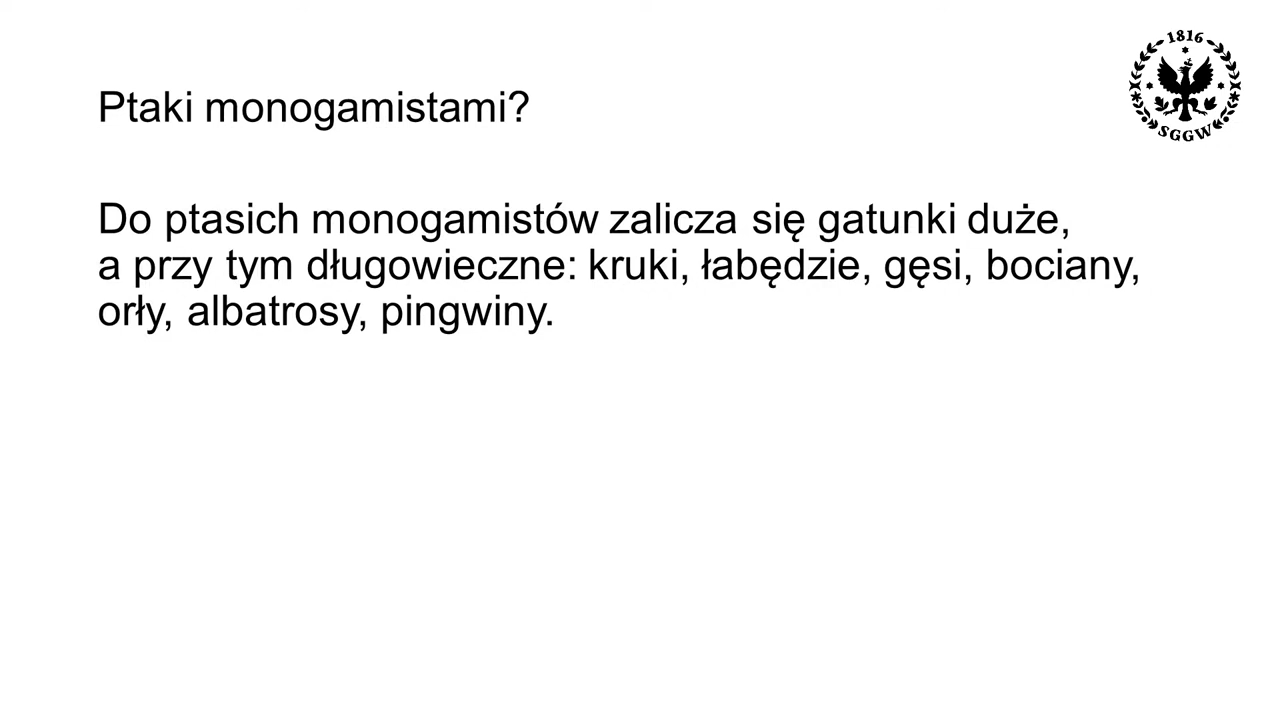 1816
SGGW
Ptaki monogamistami?
Do ptasich monogamistów zalicza się gatunki duże,
a przy tym długowieczne: kruki, łabędzie, gęsi, bociany,
orły, albatrosy, pingwiny.